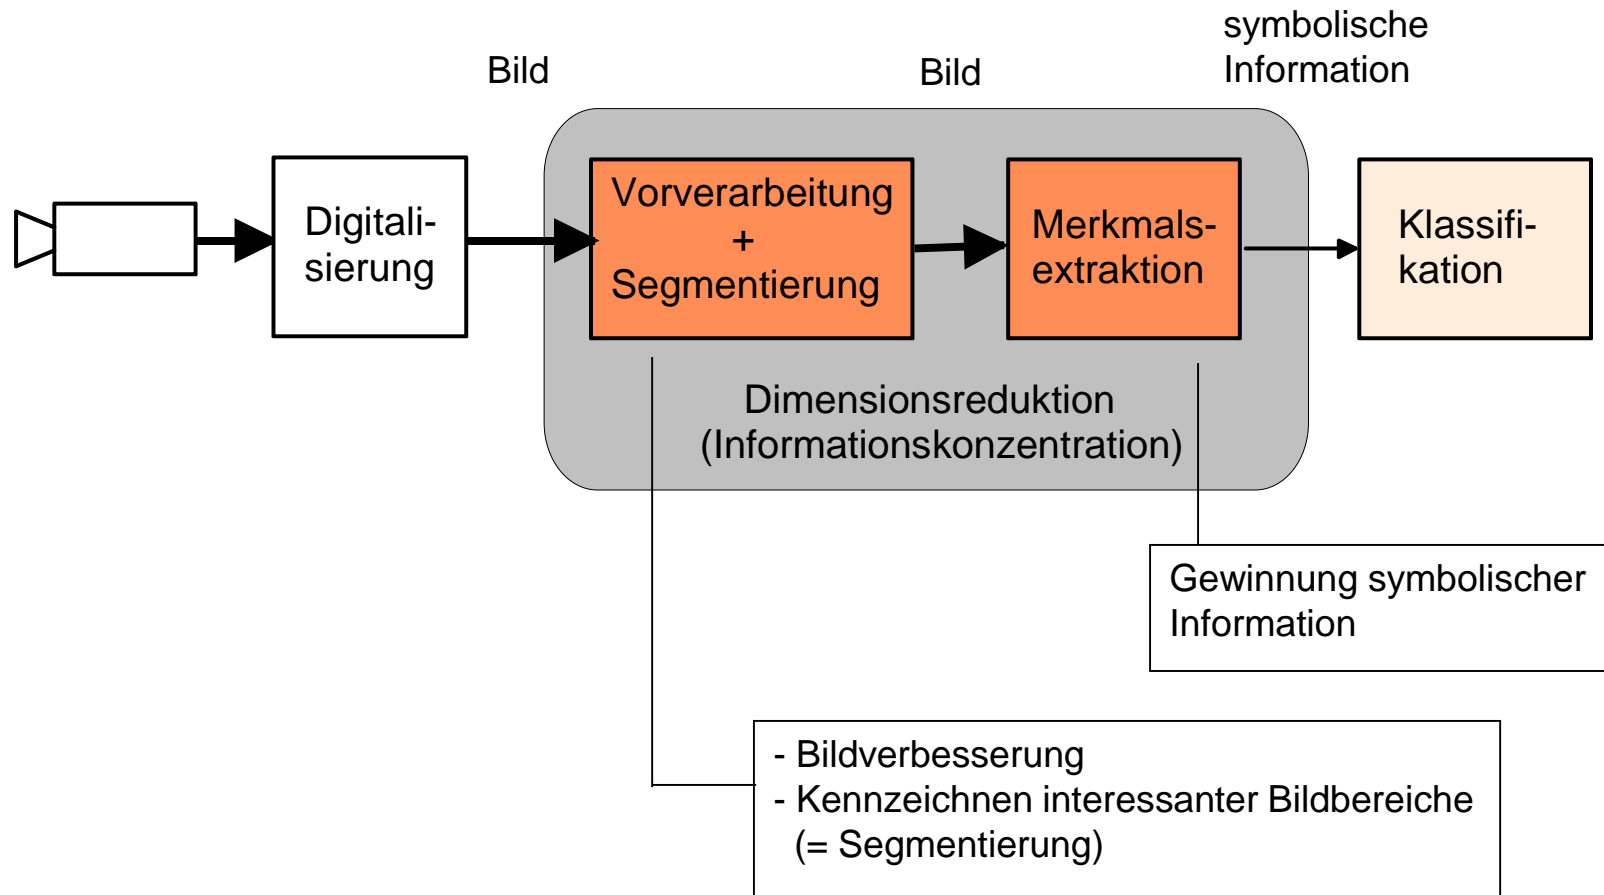 symbolische
Information
Bild
Bild
Digitali-
sierung
Vorverarbeitung
+
Segmentierung
Merkmals-
extraktion
Klassifi-
kation
Dimensionsreduktion
(Informationskonzentration)
Gewinnung symbolischer
Information
- Bildverbesserung
- Kennzeichnen interessanter Bildbereiche
(= Segmentierung)